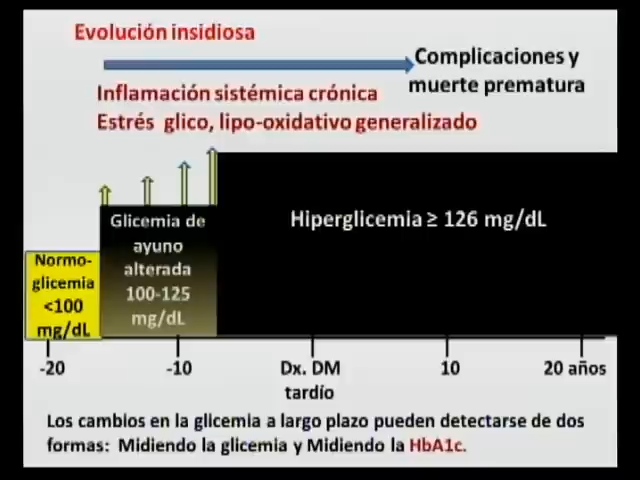 Evolución insidiosa
Complicaciones y
muerte prematura
Inflamación sistémica crónica
Estrés glico, lipo-oxidativo generalizado
Glicemia de
ayuno
alterada
100-125
mg/dL
Hiperglicemia ≥ 126 mg/dL
Normo-
glicemia
<100
mg/dL
-20
-10
Dx. DM
tardío
10
20 años
Los cambios en la glicemia a largo plazo pueden detectarse de dos
formas: Midiendo la glicemia y Midiendo la HbA1c.